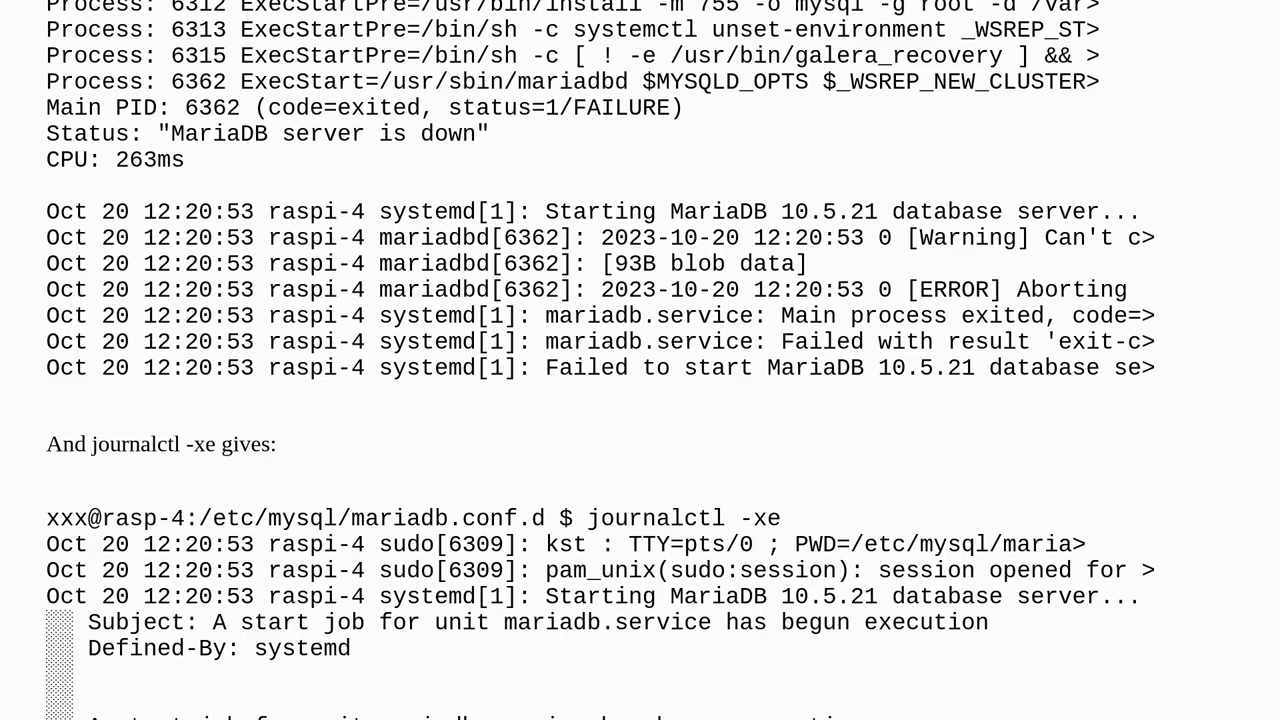 Process: 6312 ExecStartPre=/usr/bin/install -m 755 -o mysql -g root -d /var>
Process: 6313 ExecStartPre=/bin/sh -c systemctl unset-environment _WSREP_ST>
Process: 6315 ExecStartPre=/bin/sh -c [ ! -e /usr/bin/galera_recovery ] && >
Process: 6362 ExecStart=/usr/sbin/mariadbd $MYSQLD_OPTS $_WSREP_NEW_CLUSTER>
Main PID: 6362 (code=exited, status=1/FAILURE)
Status: "MariaDB server is down"
CPU: 263ms
Oct 20 12:20:53 raspi-4 systemd[1]: Starting MariaDB 10.5.21 database server...
Oct 20 12:20:53 raspi-4 mariadbd[6362]: 2023-10-20 12:20:53 0 [Warning] Can't c>
Oct 20 12:20:53 raspi-4 mariadbd[6362]: [93B blob data]
Oct 20 12:20:53 raspi-4 mariadbd[6362]: 2023-10-20 12:20:53 0 [ERROR] Aborting
Oct 20 12:20:53 raspi-4 systemd[1]: mariadb.service: Main process exited, code=>
Oct 20 12:20:53 raspi-4 systemd[1]: mariadb.service: Failed with result 'exit-c>
Oct 20 12:20:53 raspi-4 systemd[1]: Failed to start MariaDB 10.5.21 database se>
And journalctl -xe gives:
xxx@rasp-4:/etc/mysql/mariadb.conf.d $ journalctl -xe
Oct 20 12:20:53 raspi-4 sudo[6309]: kst : TTY=pts/0 ; PWD=/etc/mysql/maria>
Oct 20 12:20:53 raspi-4 sudo[6309]: pam_unix(sudo:session): session opened for >
Oct 20 12:20:53 raspi-4 systemd[1]: Starting MariaDB 10.5.21 database server...
░░ Subject: A start job for unit mariadb.service has begun execution
░░ Defined-By: systemd